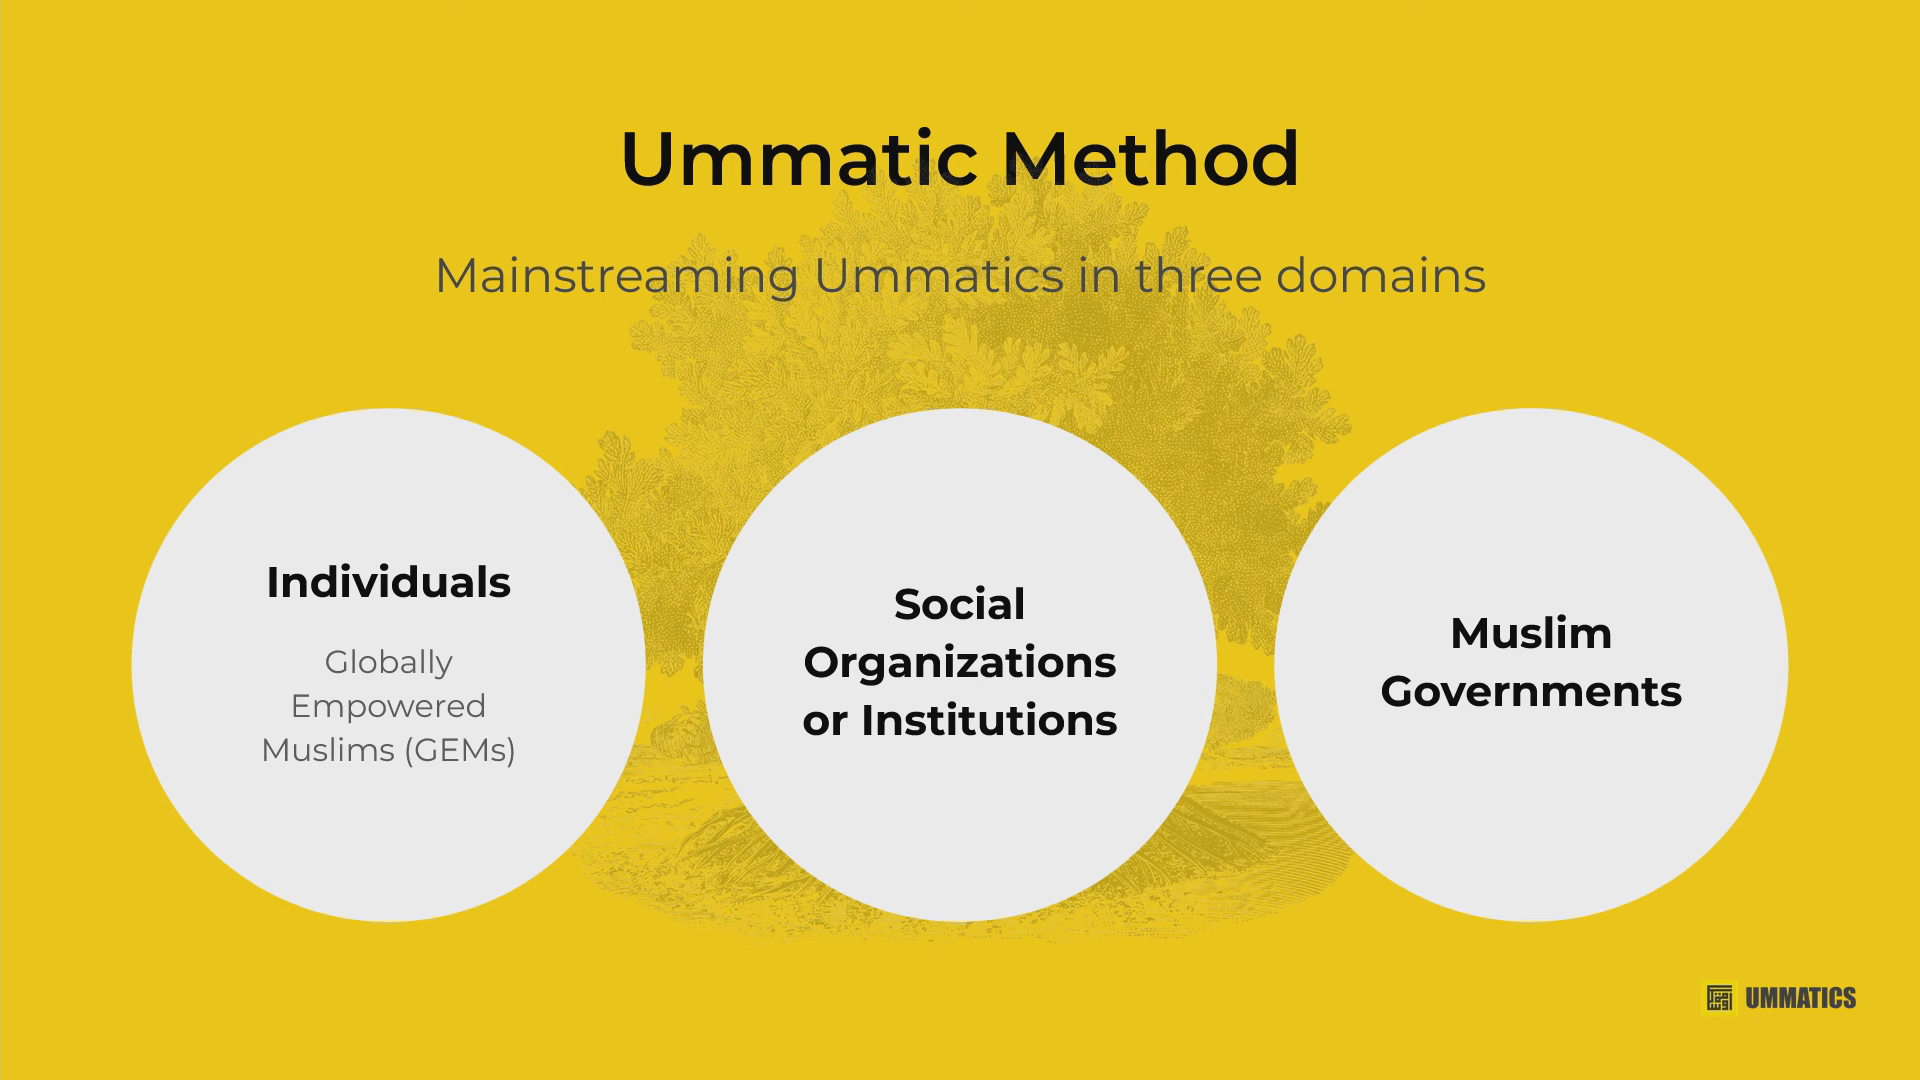 Ummatic Method
Mainstreaming Ummatics in three domains
Individuals
Globally
Empowered
Muslims (GEMs)
Social
Organizations
or Institutions
Muslim
Governments
UMMATICS